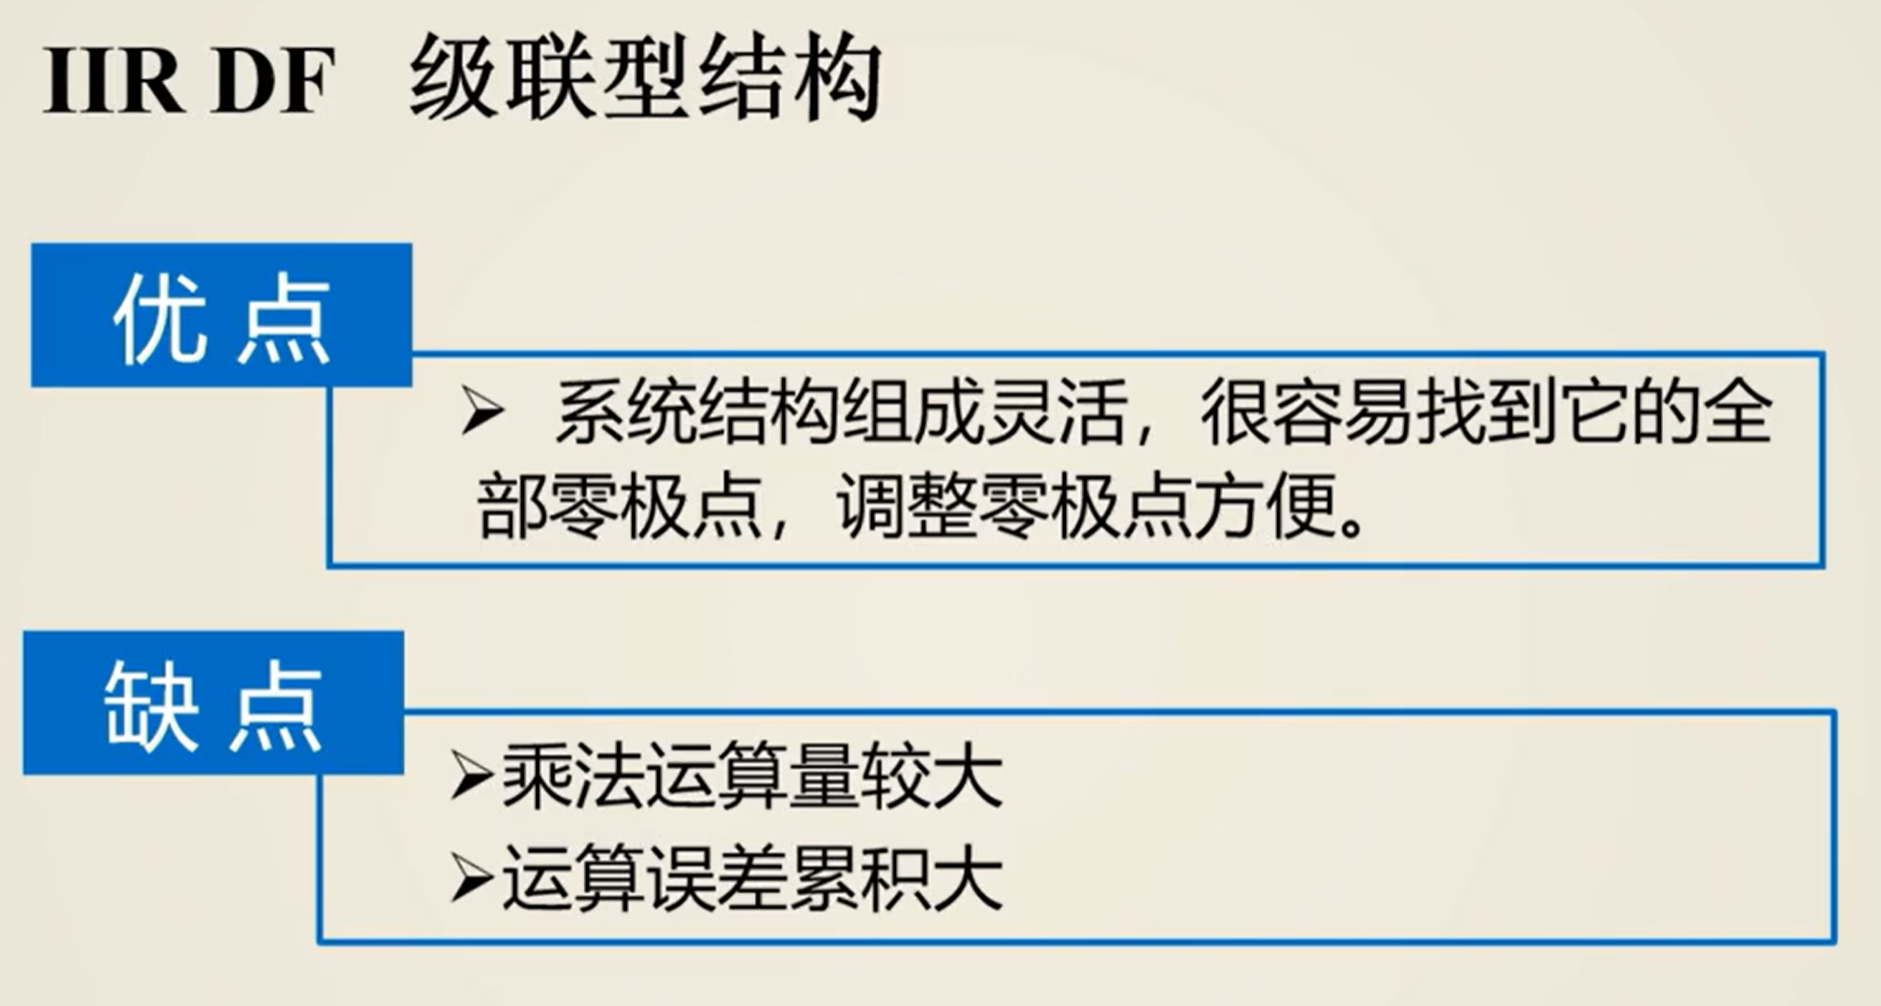 IIR DF 级联型结构
优点
➢ 系统结构组成灵活，很容易找到它的全
部零极点，调整零极点方便。
缺点
➢乘法运算量较大
➢运算误差累积大